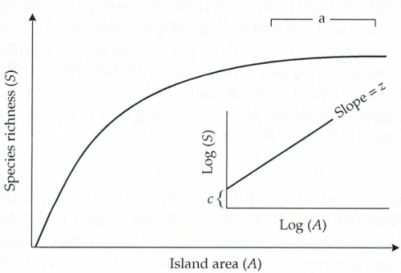 a
Species richness (S)
Log (S)
Slope = z
c
Log (A)
Island area (A)